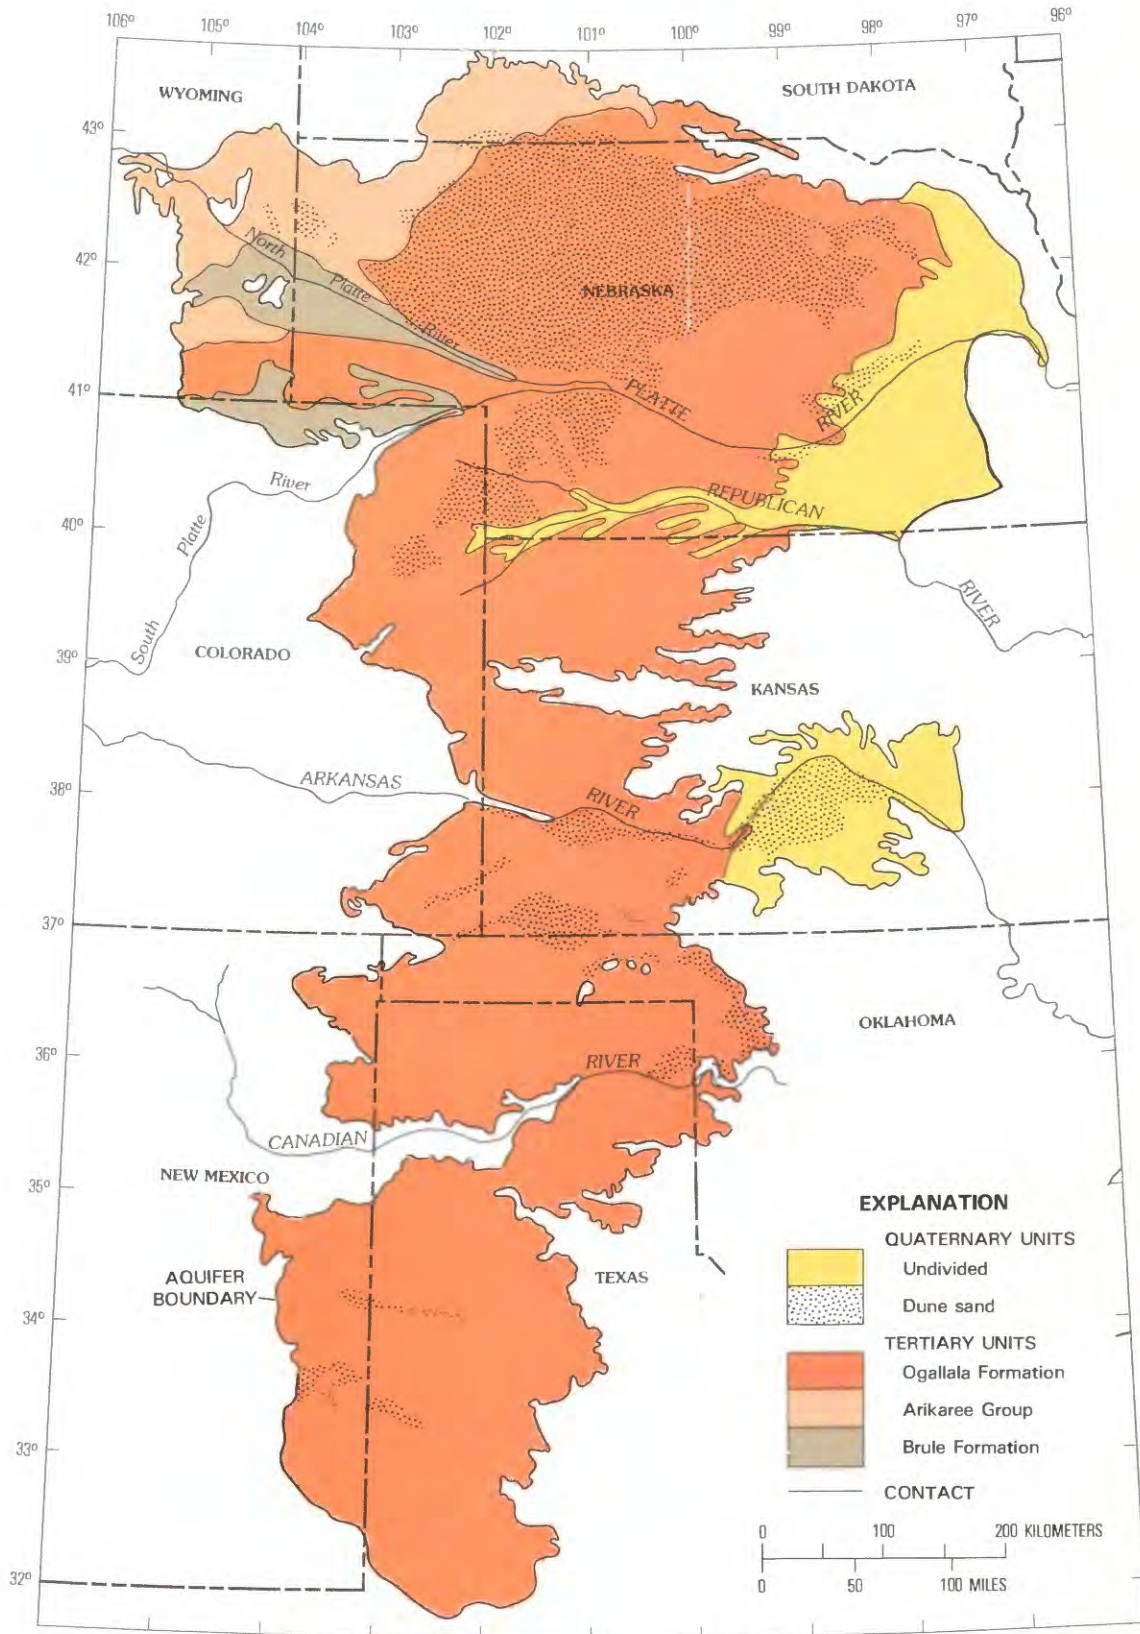 106°
105°
104°
103°
102°
101°
100°
99°
98°
97°
96°
WYOMING
SOUTH DAKOTA
43°
North
Platte
River
42°
NEBRASKA
41°
PLATTE
RIVER
River
Platte
South
REPUBLICAN
40°
RIVER
COLORADO
39°
KANSAS
ARKANSAS
RIVER
38°
37°
OKLAHOMA
36°
RIVER
CANADIAN
NEW MEXICO
35°
AQUIFER
BOUNDARY
TEXAS
34°
33°
32°
EXPLANATION
QUATERNARY UNITS
Undivided
Dune sand
TERTIARY UNITS
Ogallala Formation
Arikaree Group
Brule Formation
CONTACT
0 100 200 KILOMETERS
0 50 100 MILES